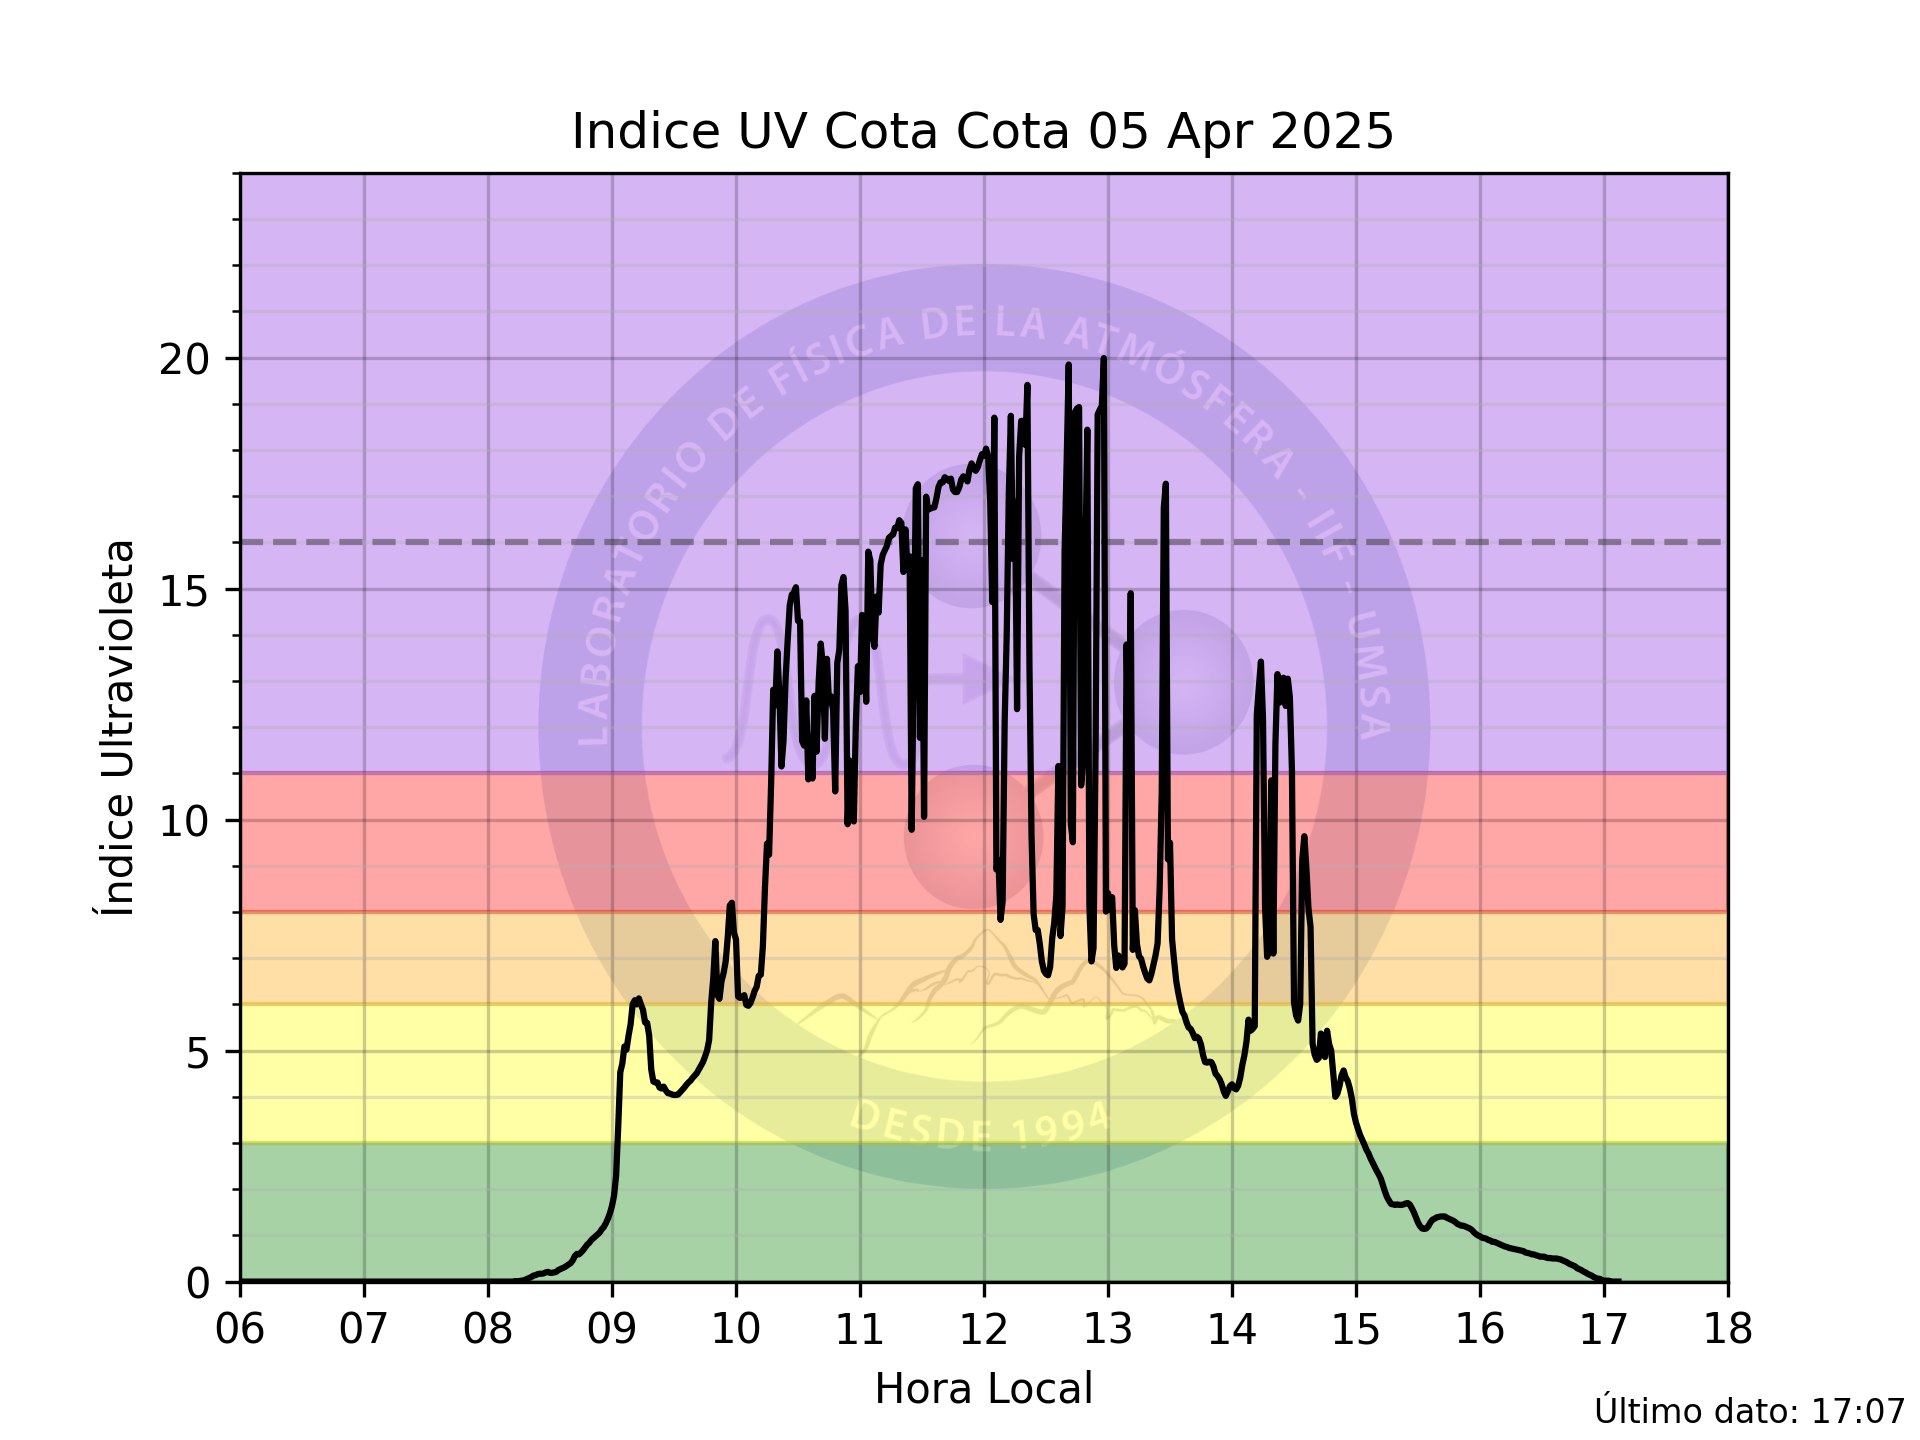 Indice UV Cota Cota 05 Apr 2025
LABORATORIO DE FÍSICA DE LA ATMÓSFERA - IIF - UMSA
20
15
10
5
0
Índice Ultravioleta
DESDE 1994
06 07 08 09 10 11 12 13 14 15 16 17 18
Hora Local
Último dato: 17:07